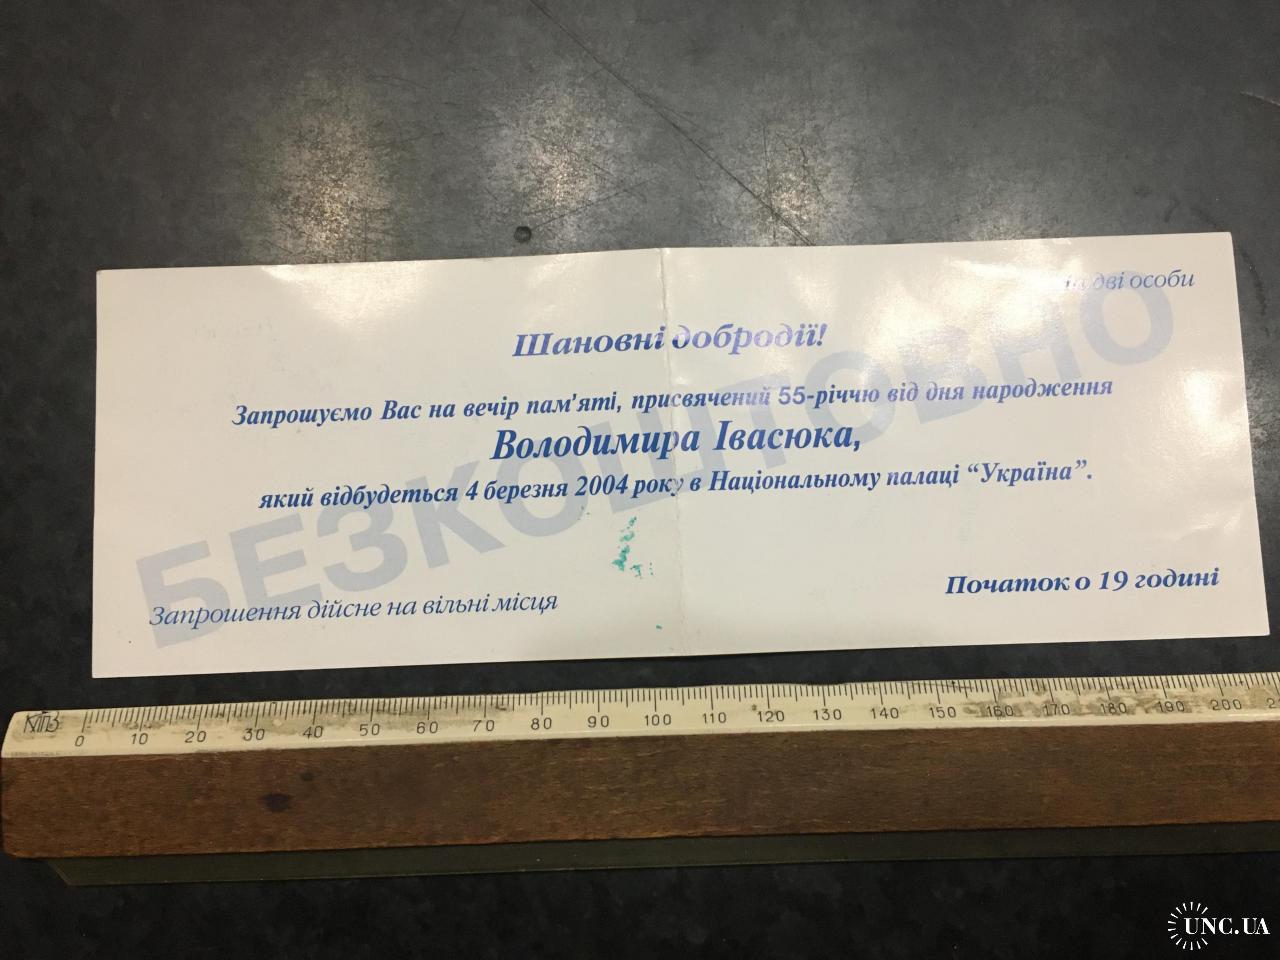 На дві особи
Шановні добродії!
Запрошуємо Вас на вечір пам'яті, присвячений 55-річчю від дня народження
Володимира Івасюка,
який відбудеться 4 березня 2004 року в Національному палаці “Україна”.
БЕЗКОШТОВНО
Початок о 19 годині
Запрошення дійсне на вільні місця
0 10 20 30 40 50 60 70 80 90 100 110 120 130 140 150 160 170 180 190 200
UNC.UA